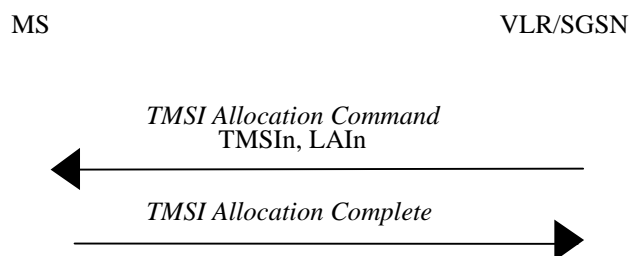 MS VLR/SGSN
TMSI Allocation Command
TMSIn, LAIn
TMSI Allocation Complete